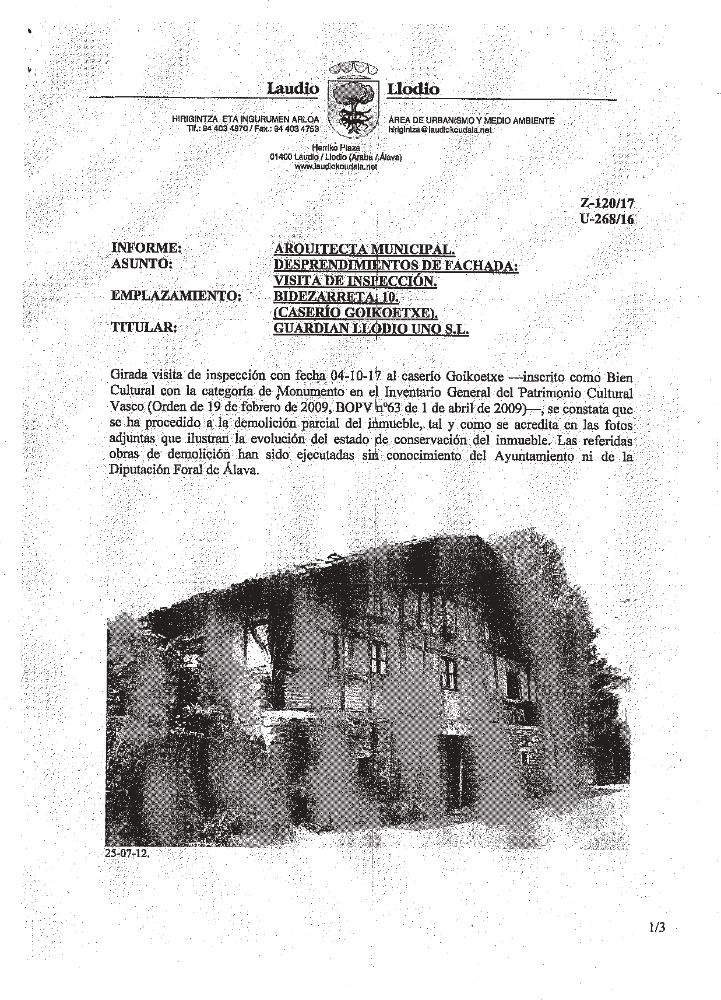 Laudio Llodio
HIRIGINTZA ETA INGURUMEN ARLOA
Tlf.: 94 403 4870 / Fax.: 94 403 4753
ÁREA DE URBANISMO Y MEDIO AMBIENTE
hirigintza@laudiokoudala.net
Herriko Plaza
01400 Laudio / Llodio (Araba / Álava)
www.laudiokoudala.net
Z-120/17
U-268/16
INFORME: ARQUITECTA MUNICIPAL.
ASUNTO: DESPRENDIMIENTOS DE FACHADA:
VISITA DE INSPECCIÓN.
EMPLAZAMIENTO: BIDEZARRETA, 10.
(CASERÍO GOIKOETXE).
TITULAR: GUARDIAN LLODIO UNO S.L.
Girada visita de inspección con fecha 04-10-17 al caserío Goikoetxe —inscrito como Bien
Cultural con la categoría de Monumento en el Inventario General del Patrimonio Cultural
Vasco (Orden de 19 de febrero de 2009, BOPV nº63 de 1 de abril de 2009)—, se constata que
se ha procedido a la demolición parcial del inmueble, tal y como se acredita en las fotos
adjuntas que ilustran la evolución del estado de conservación del inmueble. Las referidas
obras de demolición han sido ejecutadas sin conocimiento del Ayuntamiento ni de la
Diputación Foral de Álava.
25-07-12.
1/3